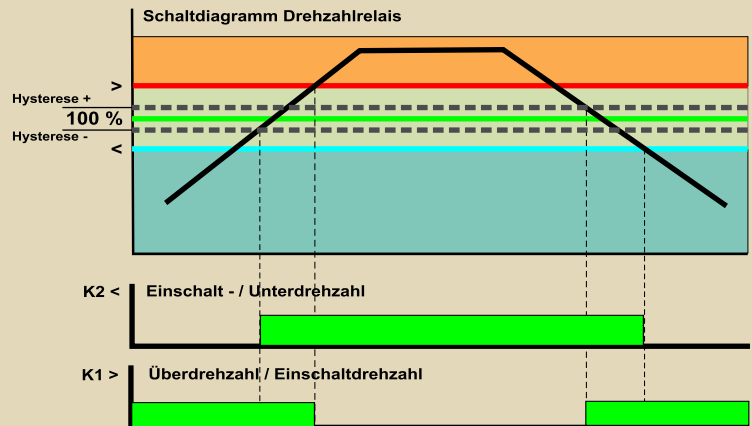 Schaltdiagramm Drehzahlrelais
>
Hysterese +
100 %
Hysterese -
<
K2 < Einschalt - / Unterdrehzahl
K1 > Überdrehzahl / Einschaltdrehzahl